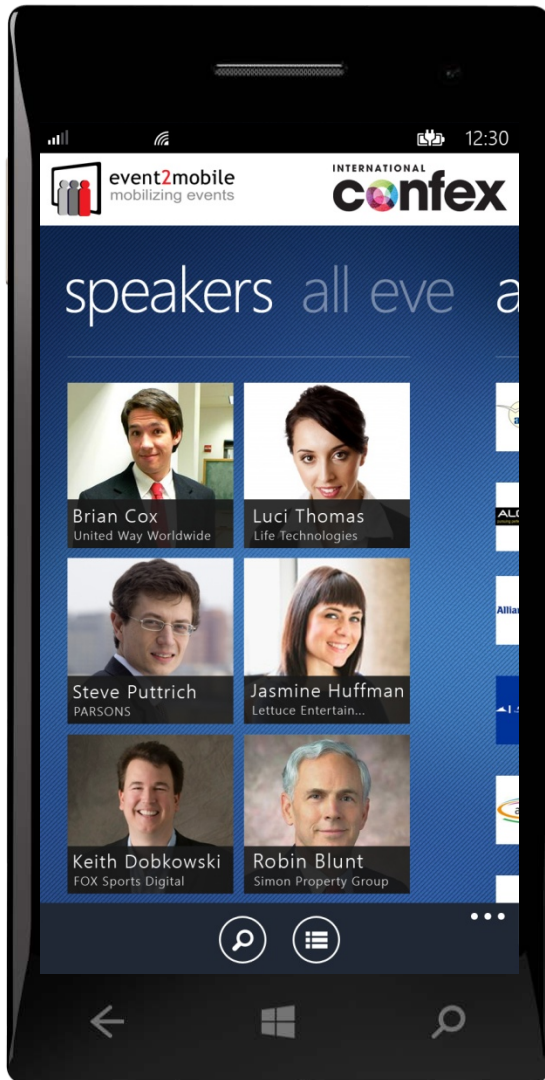 12:30
event2mobile
mobilizing events
INTERNATIONAL
confex
speakers all eve a
Brian Cox
United Way Worldwide
Luci Thomas
Life Technologies
Steve Puttrich
PARSONS
Jasmine Huffman
Lettuce Entertain...
Keith Dobkowski
FOX Sports Digital
Robin Blunt
Simon Property Group